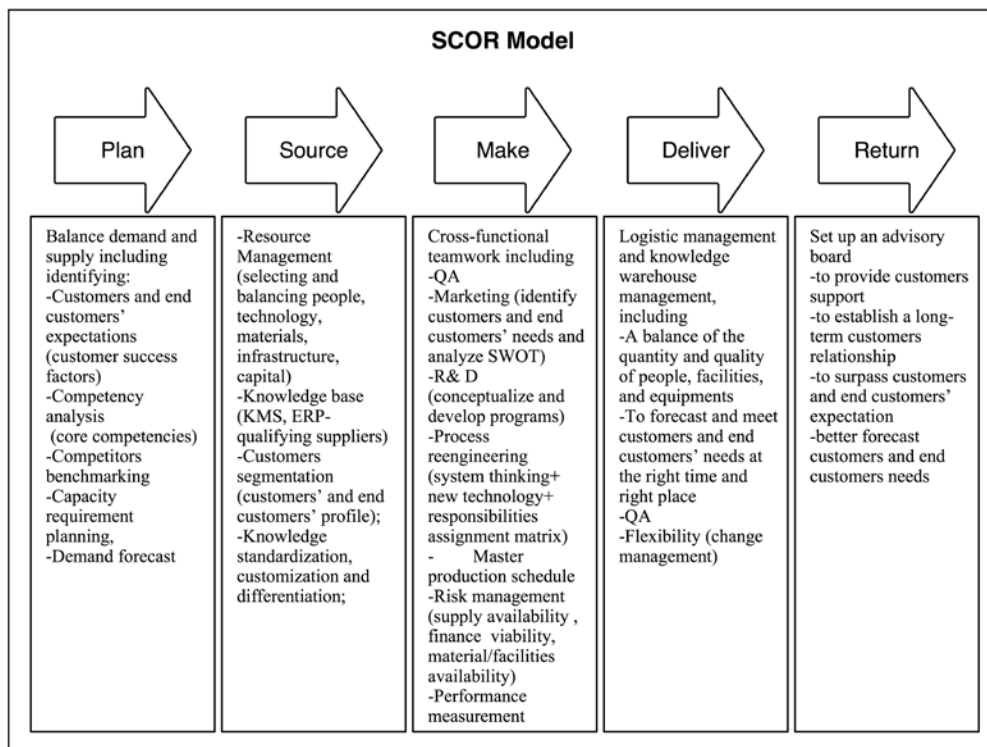 SCOR Model
Plan
Source
Make
Deliver
Return
Balance demand and
supply including
identifying:
-Customers and end
customers’
expectations
(customer success
factors)
-Competency
analysis
(core competencies)
-Competitors
benchmarking
-Capacity
requirement
planning,
-Demand forecast
-Resource
Management
(selecting and
balancing people,
technology,
materials,
infrastructure,
capital)
-Knowledge base
(KMS, ERP-
qualifying suppliers)
-Customers
segmentation
(customers’ and end
customers’ profile);
-Knowledge
standardization,
customization and
differentiation;
Cross-functional
teamwork including
-QA
-Marketing (identify
customers and end
customers’ needs and
analyze SWOT)
-R& D
(conceptualize and
develop programs)
-Process
reengineering
(system thinking+
new technology+
responsibilities
assignment matrix)
- Master
production schedule
-Risk management
(supply availability ,
finance viability,
material/facilities
availability)
-Performance
measurement
Logistic management
and knowledge
warehouse
management,
including
-A balance of the
quantity and quality
of people, facilities,
and equipments
-To forecast and meet
customers and end
customers’ needs at
the right time and
right place
-QA
-Flexibility (change
management)
Set up an advisory
board
-to provide customers
support
-to establish a long-
term customers
relationship
-to surpass customers
and end customers’
expectation
-better forecast
customers and end
customers needs